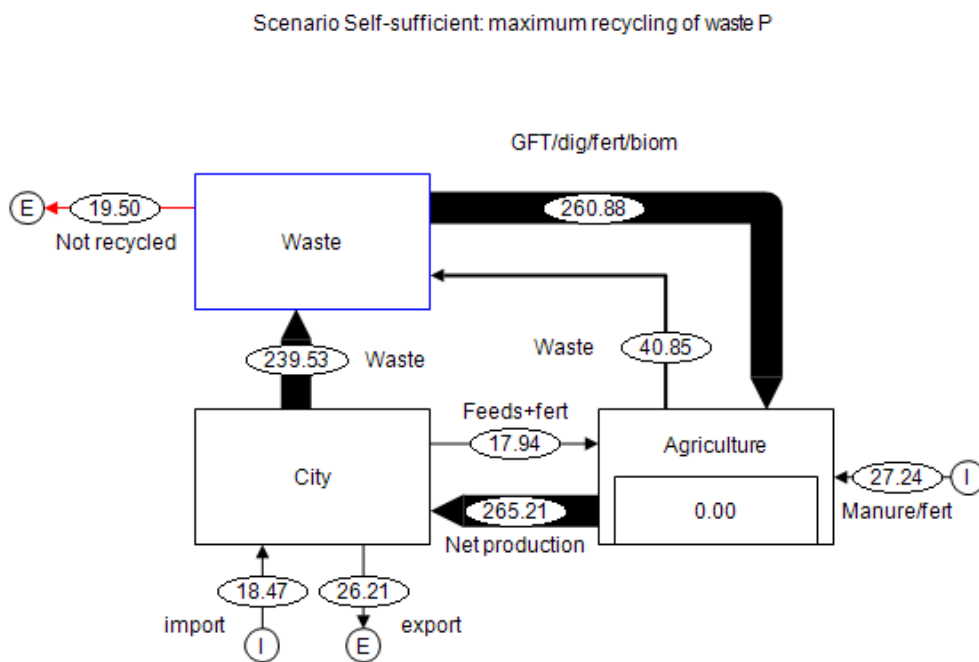 Scenario Self-sufficient: maximum recycling of waste P
GFT/dig/fert/biom
E
19.50
260.88
Not recycled
Waste
239.53
Waste
Waste
40.85
Feeds+fert
17.94
Agriculture
City
27.24
I
265.21
0.00
Manure/fert
Net production
18.47
26.21
import
export
I
E